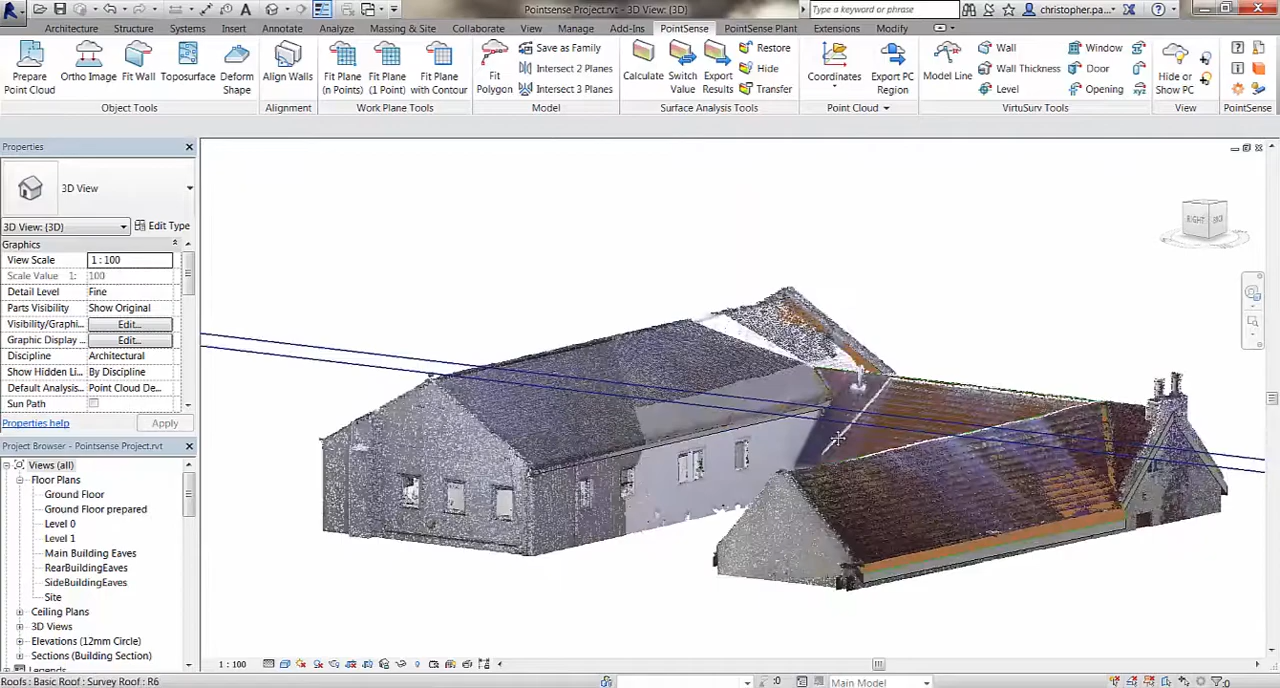 Pointsense Project.rvt - 3D View: {3D}
Type a keyword or phrase
christopher.pa...
Architecture Structure Systems Insert Annotate Analyze Massing & Site Collaborate View Manage Add-Ins PointSense PointSense Plant Extensions Modify
Prepare Point Cloud
Ortho Image
Fit Wall
Toposurface
Deform Shape
Align Walls
Fit Plane (n Points)
Fit Plane (1 Point)
Fit Plane with Contour
Fit Polygon
Save as Family
Intersect 2 Planes
Intersect 3 Planes
Calculate
Switch Value
Export Results
Restore
Hide
Transfer
Coordinates
Export PC Region
Model Line
Wall
Wall Thickness
Level
Window
Door
Opening
Hide or Show PC
Object Tools
Alignment
Work Plane Tools
Model
Surface Analysis Tools
Point Cloud
VirtuSurv Tools
View
PointSense
Properties
3D View
3D View: {3D}
Edit Type
Graphics
View Scale 1 : 100
Scale Value 1: 100
Detail Level Fine
Parts Visibility Show Original
Visibility/Graphi... Edit...
Graphic Display ... Edit...
Discipline Architectural
Show Hidden Li... By Discipline
Default Analysis... Point Cloud De...
Sun Path
Properties help
Apply
Project Browser - Pointsense Project.rvt
Views (all)
Floor Plans
Ground Floor
Ground Floor prepared
Level 0
Level 1
Main Building Eaves
RearBuildingEaves
SideBuildingEaves
Site
Ceiling Plans
3D Views
Elevations (12mm Circle)
Sections (Building Section)
Legends
RIGHT
BACK
1 : 100
Roofs : Basic Roof : Survey Roof : R6
:0
Main Model
:0